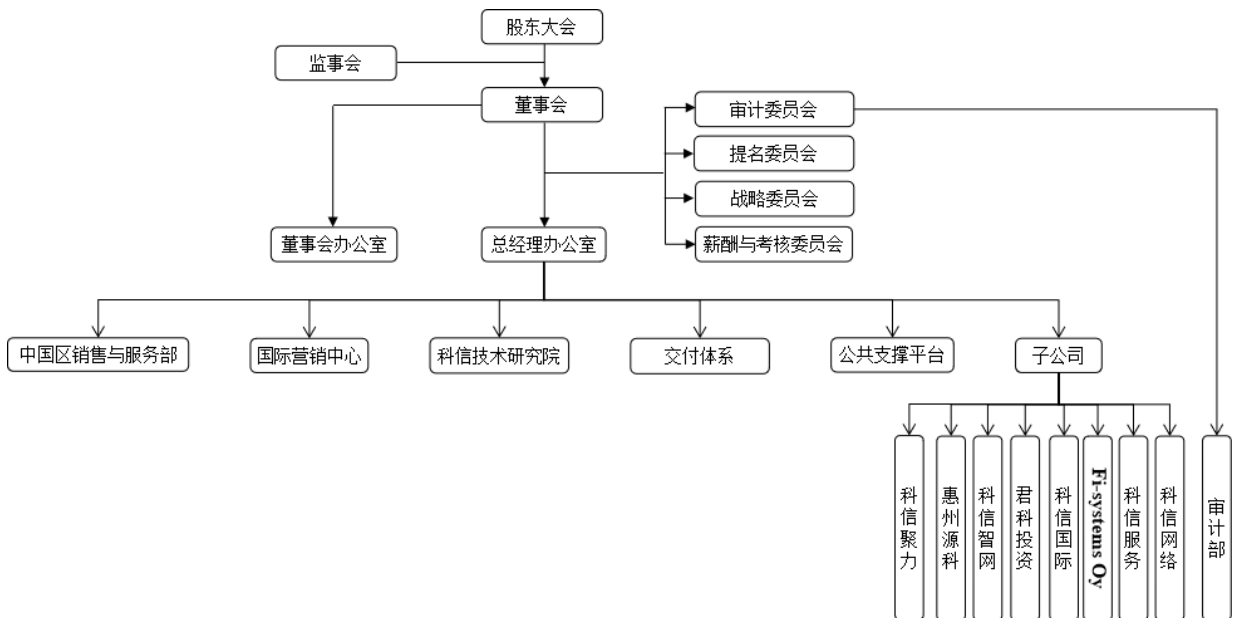 股东大会
监事会
董事会
审计委员会
提名委员会
战略委员会
薪酬与考核委员会
董事会办公室
总经理办公室
中国区销售与服务部
国际营销中心
科信技术研究院
交付体系
公共支撑平台
子公司
科信聚力
惠州源科
科信智网
君科投资
科信国际
Fi-systems Oy
科信服务
科信网络
审计部